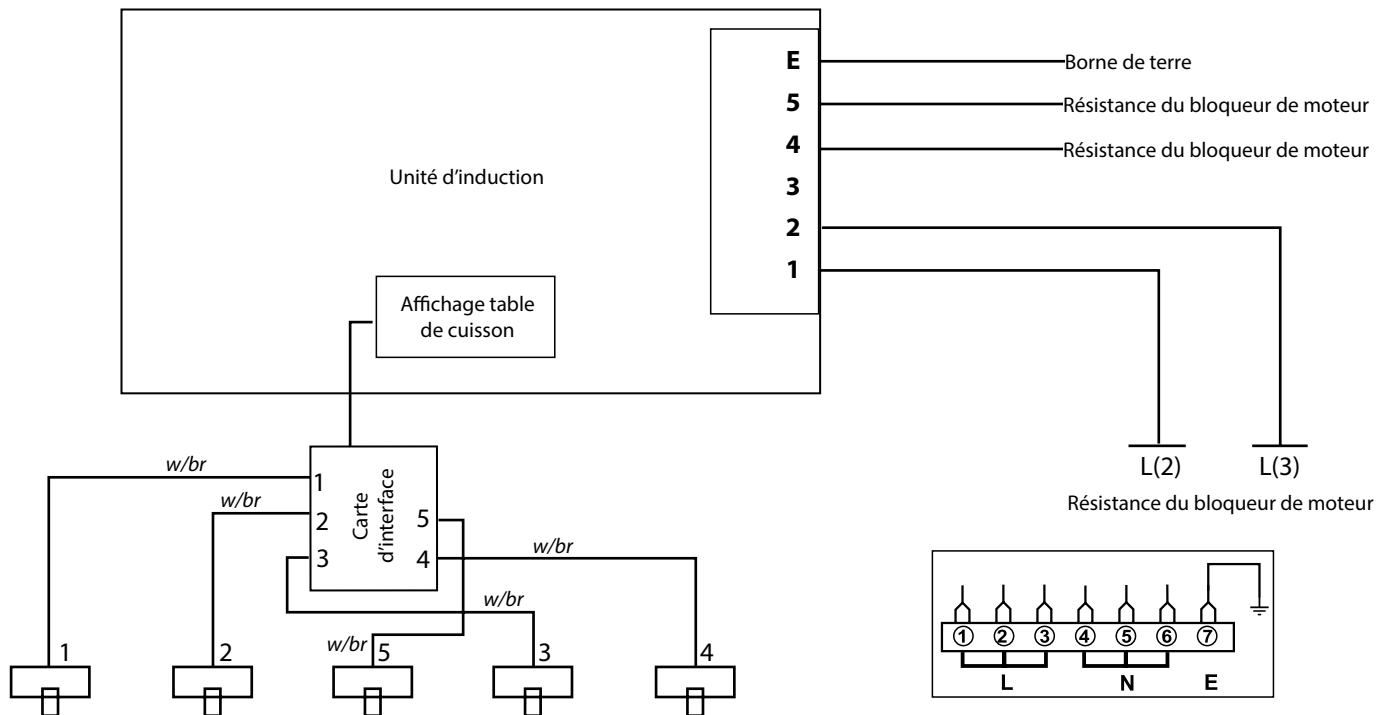 E
Borne de terre
5
Résistance du bloqueur de moteur
4
Résistance du bloqueur de moteur
3
2
1
Unité d'induction
Affichage table
de cuisson
L(2)
L(3)
Résistance du bloqueur de moteur
Carte
d'interface
1
2
3
5
4
w/br
w/br
w/br
w/br
w/br
1
2
5
3
4
1 2 3 4 5 6 7
L N E